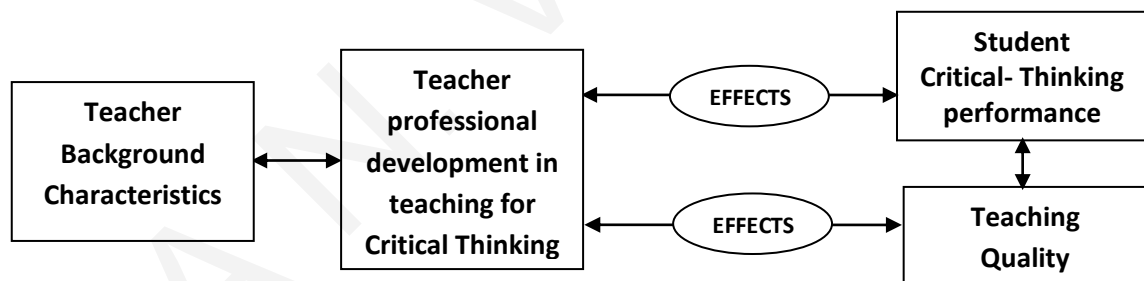 Teacher
Background
Characteristics
Teacher
professional
development in
teaching for
Critical Thinking
EFFECTS
EFFECTS
Student
Critical- Thinking
performance
Teaching
Quality